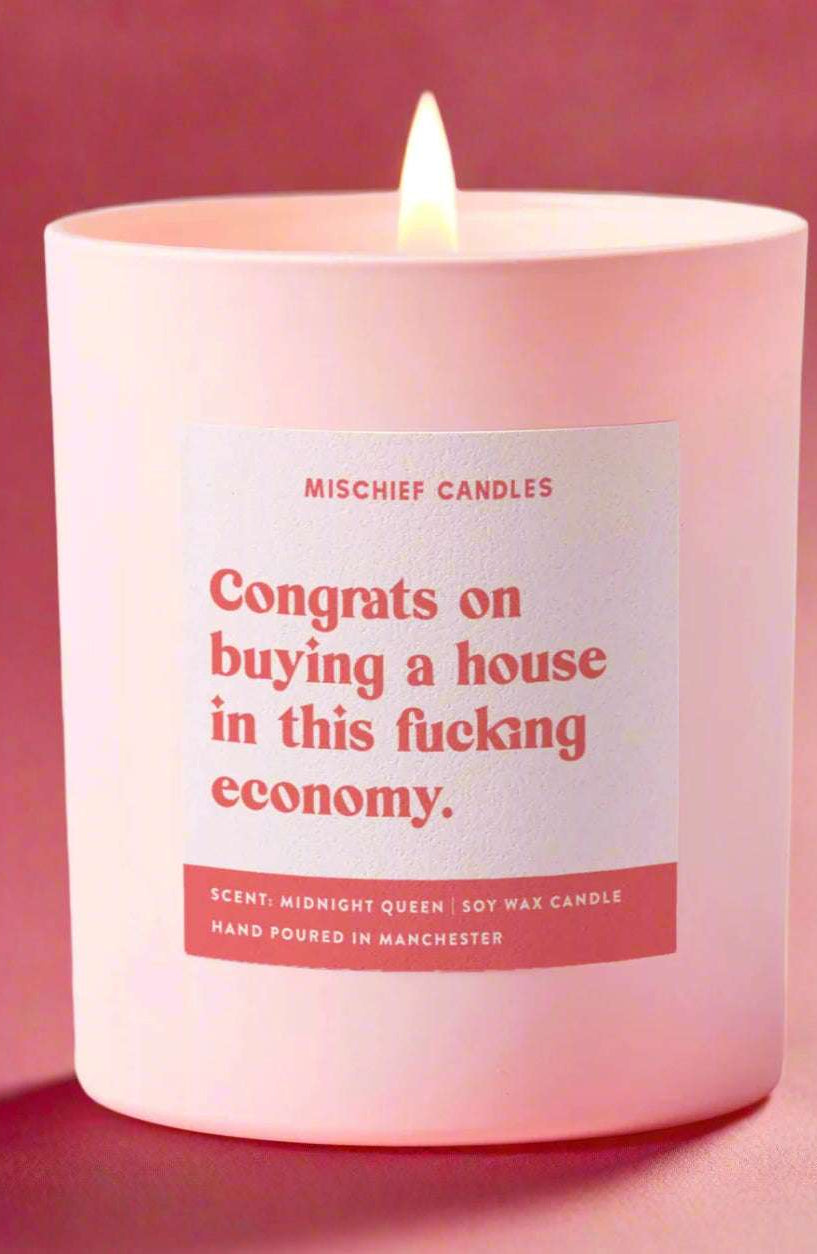 MISCHIEF CANDLES
Congrats on
buying a house
in this fucking
economy.
SCENT: MIDNIGHT QUEEN | SOY WAX CANDLE
HAND POURED IN MANCHESTER